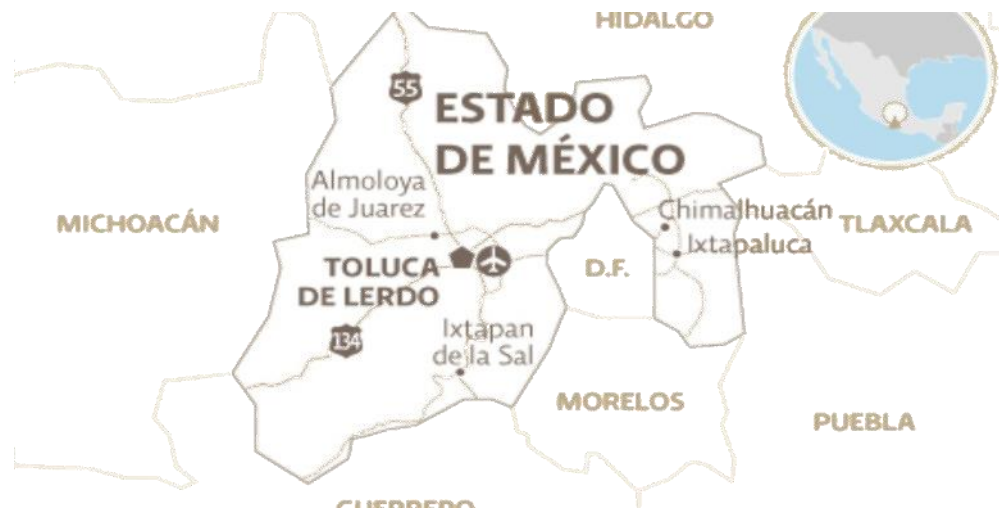 HIDALGO
55
ESTADO
DE MÉXICO
Almoloya
de Juarez
MICHOACÁN
Chimalhuacán
TLAXCALA
Ixtapaluca
TOLUCA
DE LERDO
D.F.
134
Ixtapan
de la Sal
MORELOS
PUEBLA
GUERRERO